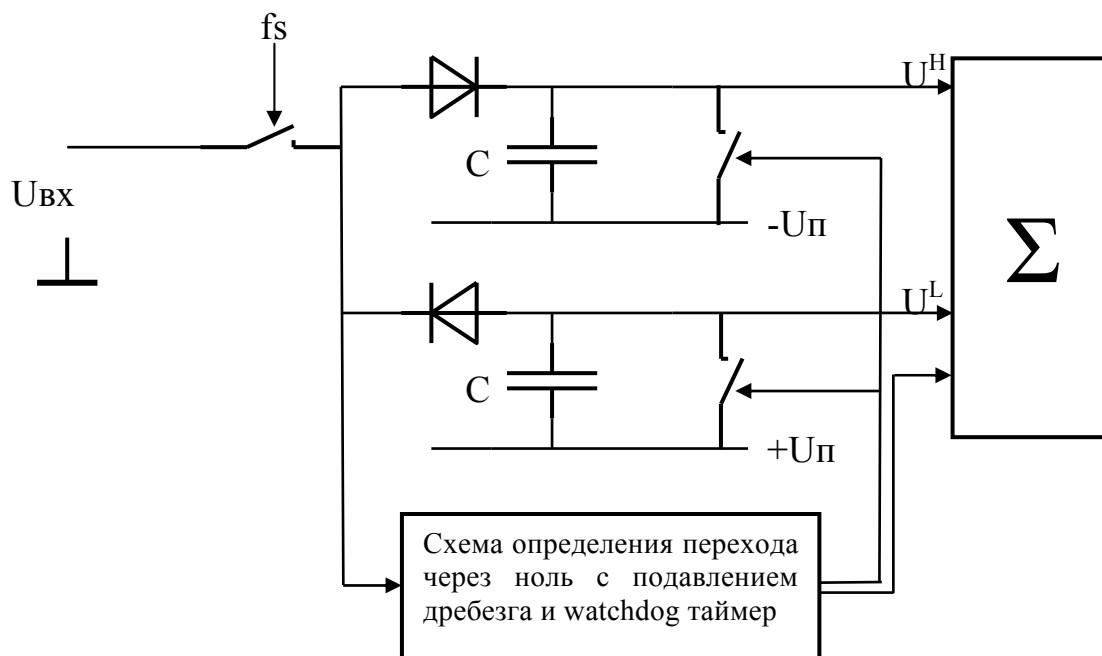 fs
U^H
C
Uвх
-Uп
Σ
U^L
C
+Uп
Схема определения перехода
через ноль с подавлением
дребезга и watchdog таймер